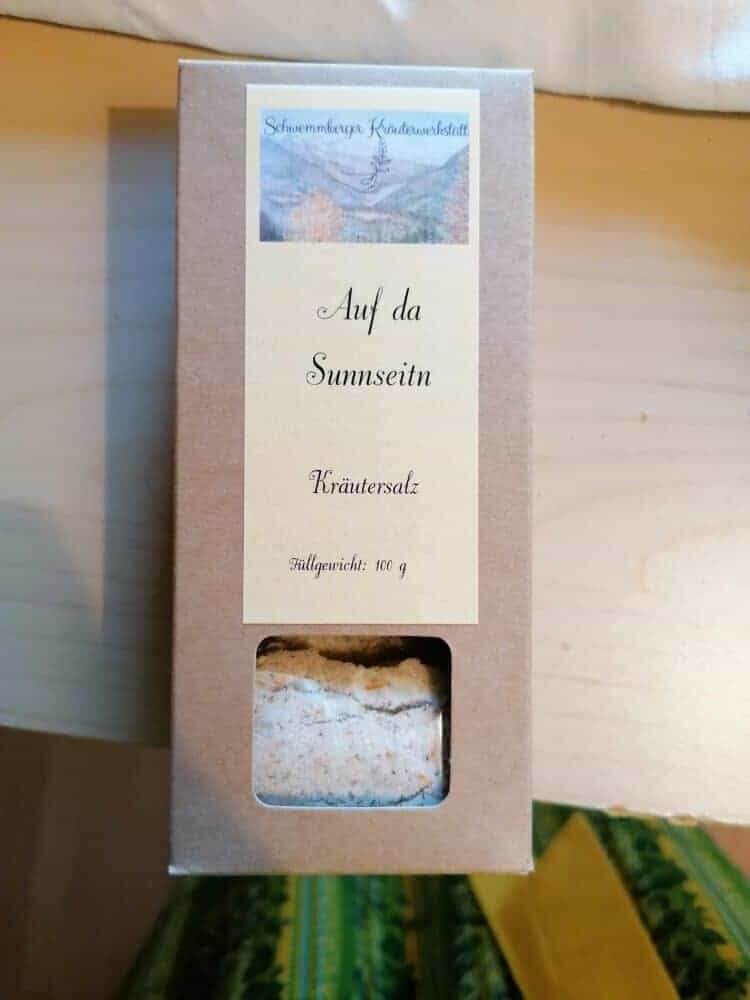 Schwemmberger Kräuterwerkstatt
Auf da
Sunnseitn
Kräutersalz
Füllgewicht: 100 g